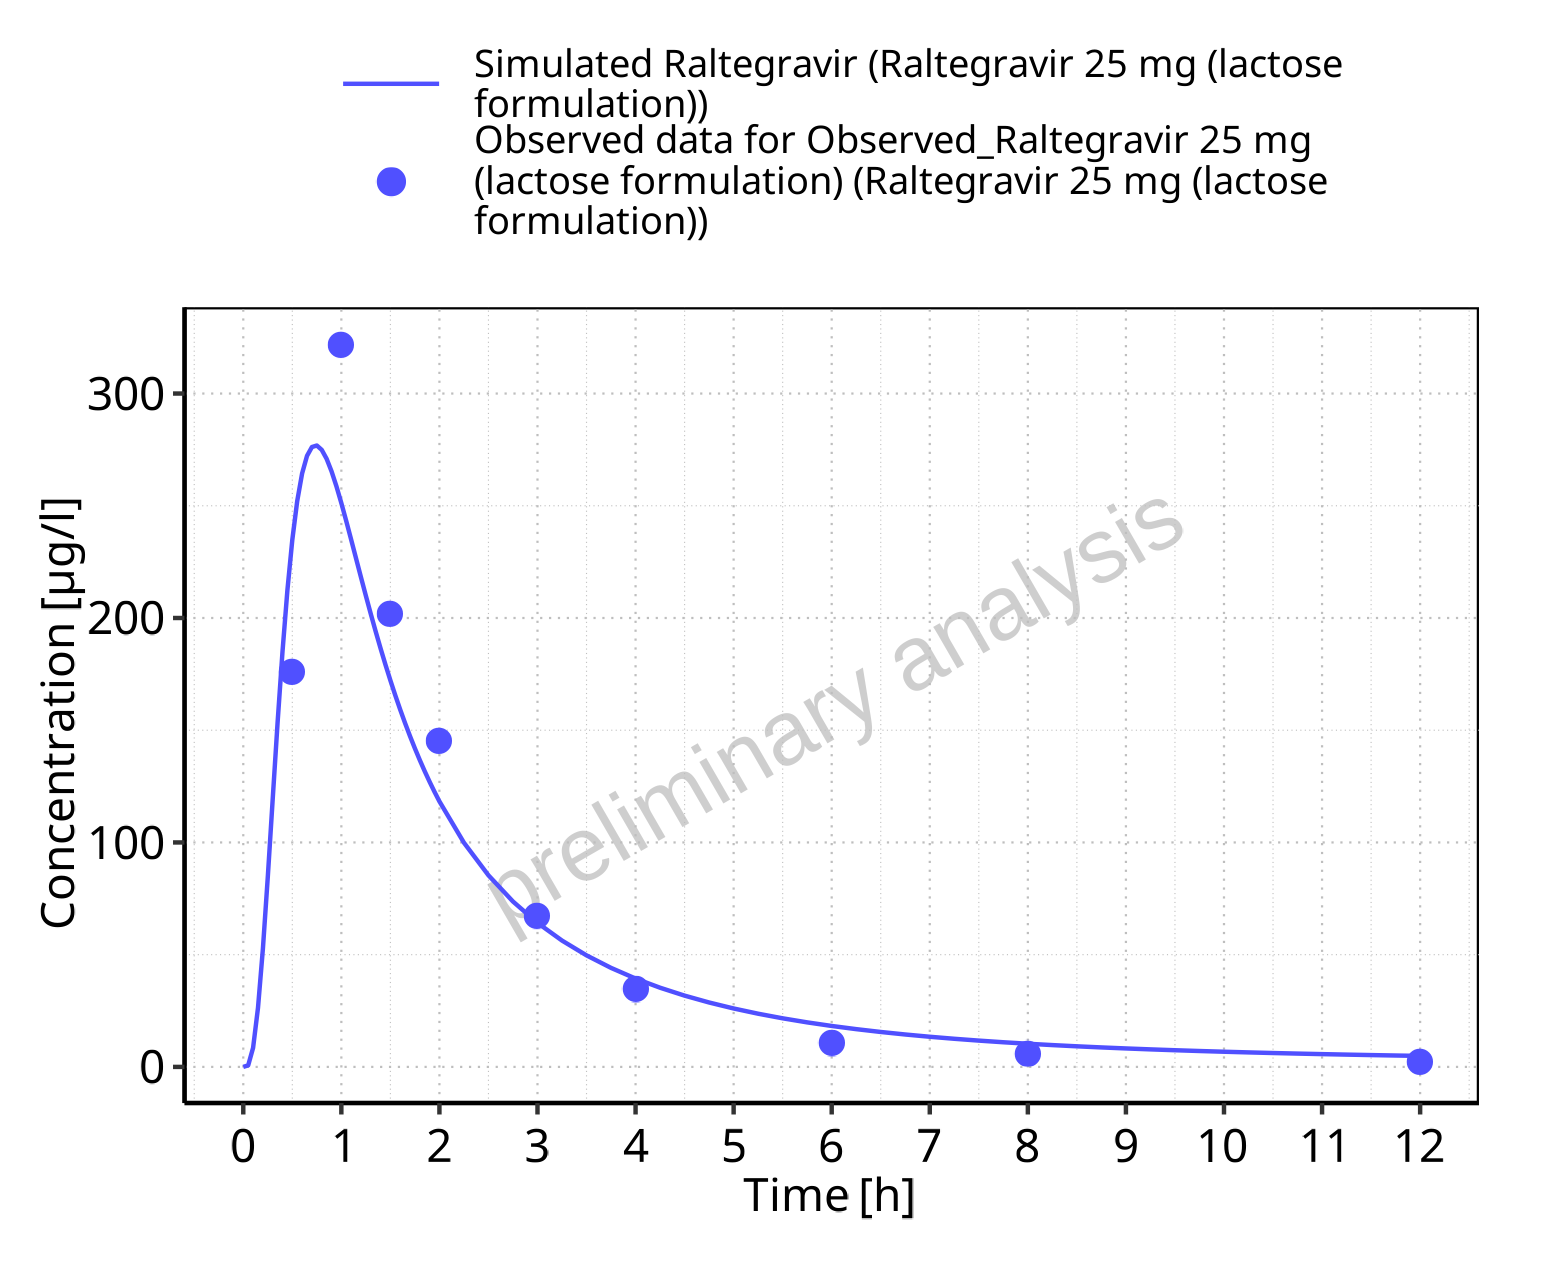 Simulated Raltegravir (Raltegravir 25 mg (lactose
formulation))
Observed data for Observed_Raltegravir 25 mg
(lactose formulation) (Raltegravir 25 mg (lactose
formulation))
300
200
100
0
Concentration [µg/l]
preliminary analysis
0 1 2 3 4 5 6 7 8 9 10 11 12
Time [h]